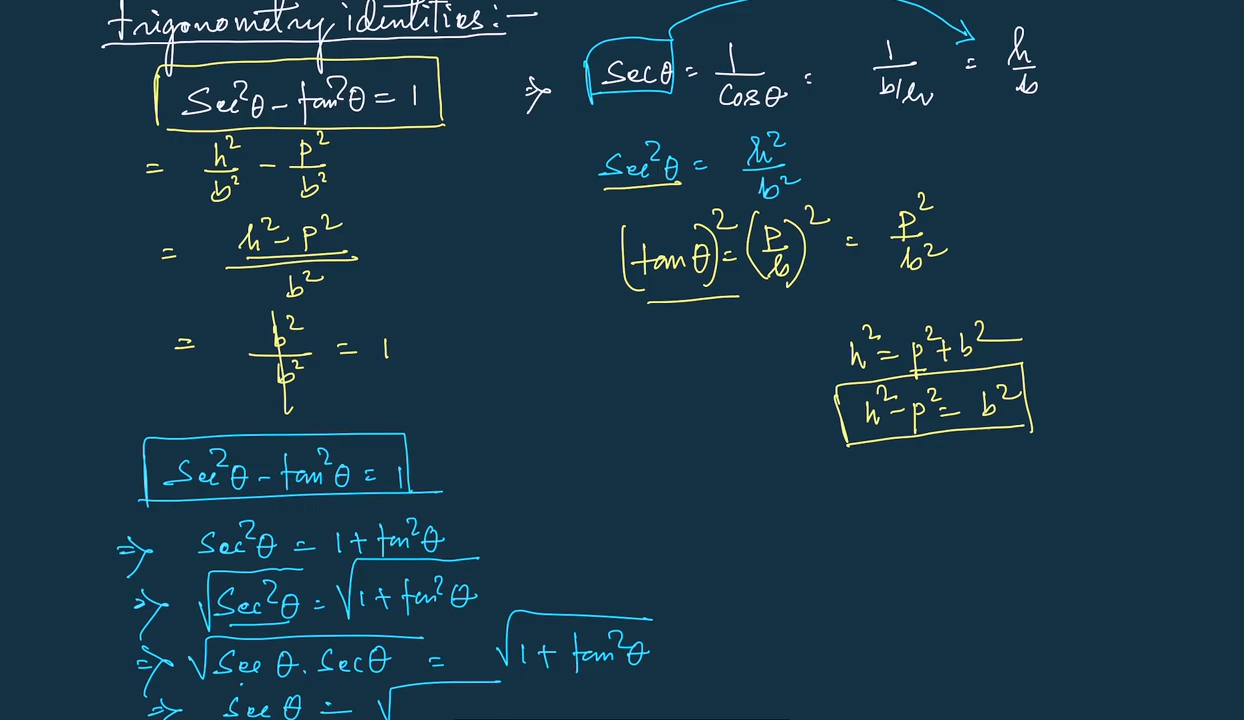 trigonometry identities:-
Sec²θ - tan²θ = 1
= h²/b² - p²/b²
= (h² - p²)/b²
= b²/b² = 1
⇒ Secθ = 1/Cosθ = 1/(b/h) = h/b
Sec²θ = h²/b²
(tanθ)² = (p/b)² = p²/b²
h² = p² + b²
h² - p² = b²
Sec²θ - tan²θ = 1
⇒ Sec²θ = 1 + tan²θ
⇒ √(Sec²θ) = √(1 + tan²θ)
⇒ √(Secθ . Secθ) = √(1 + tan²θ)
⇒ Secθ = √